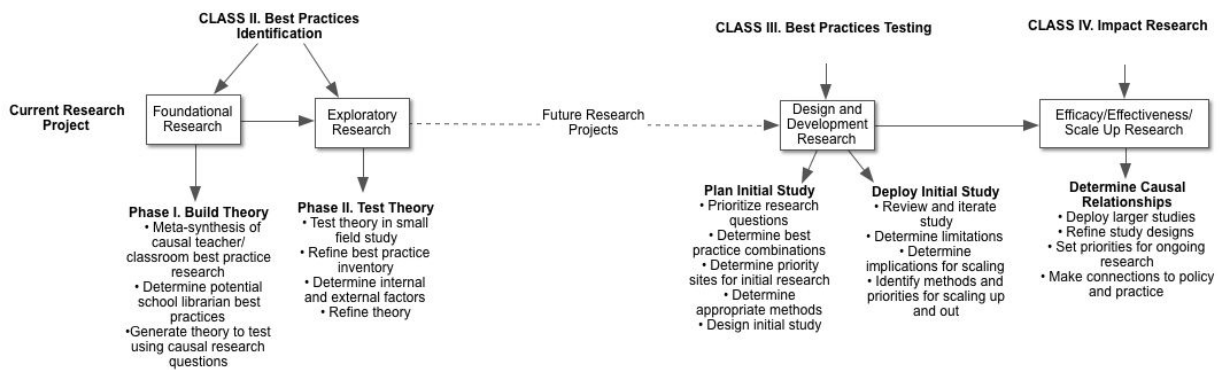 CLASS II. Best Practices
Identification
CLASS III. Best Practices Testing
CLASS IV. Impact Research
Current Research
Project
Foundational
Research
Exploratory
Research
Future Research
Projects
Design and
Development
Research
Efficacy/Effectiveness/
Scale Up Research
Phase I. Build Theory
• Meta-synthesis of
causal teacher/
classroom best practice
research
• Determine potential
school librarian best
practices
•Generate theory to test
using causal research
questions
Phase II. Test Theory
• Test theory in small
field study
• Refine best practice
inventory
• Determine internal
and external factors
• Refine theory
Plan Initial Study
• Prioritize research
questions
• Determine best
practice combinations
• Determine priority
sites for initial research
• Determine
appropriate methods
• Design initial study
Deploy Initial Study
• Review and iterate
study
• Determine limitations
• Determine
implications for scaling
• Identify methods and
priorities for scaling up
and out
Determine Causal
Relationships
• Deploy larger studies
• Refine study designs
• Set priorities for ongoing
research
• Make connections to policy
and practice